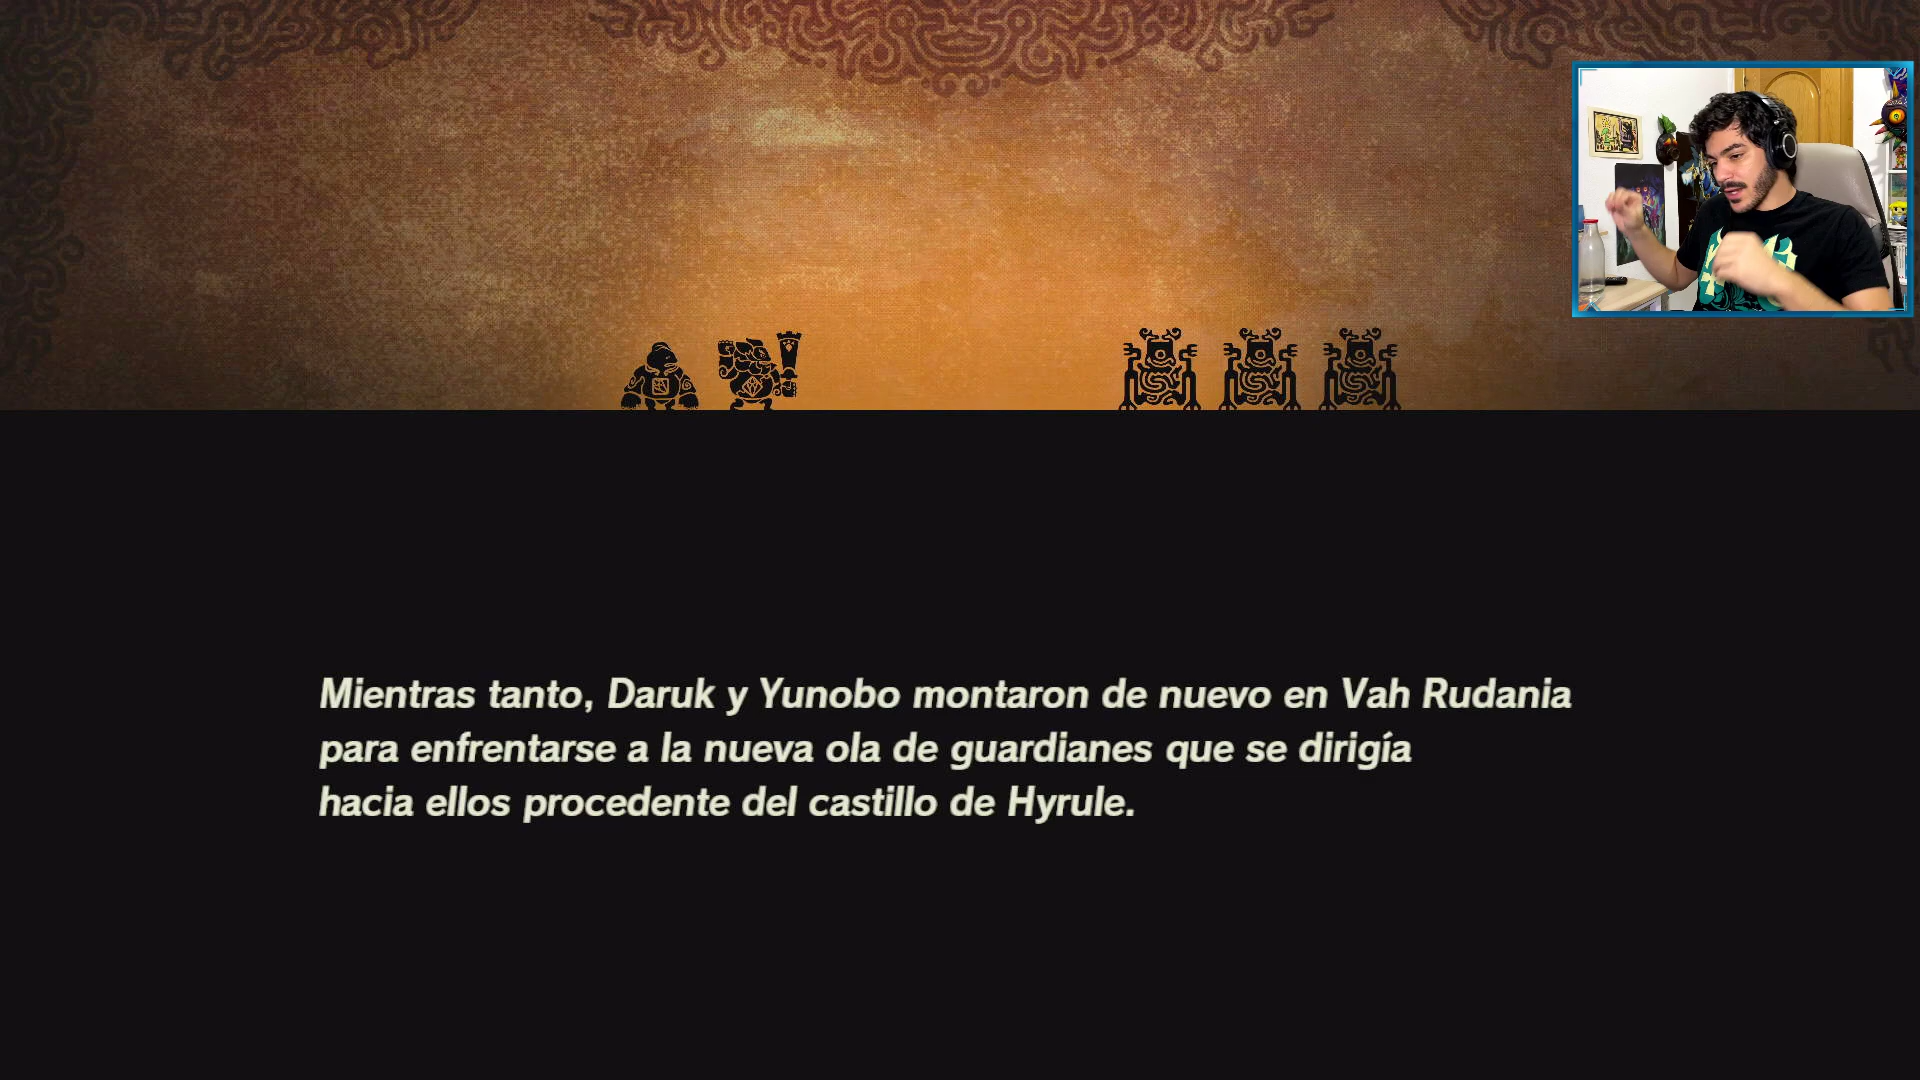 Mientras tanto, Daruk y Yunobo montaron de nuevo en Vah Rudania
para enfrentarse a la nueva ola de guardianes que se dirigía
hacia ellos procedente del castillo de Hyrule.